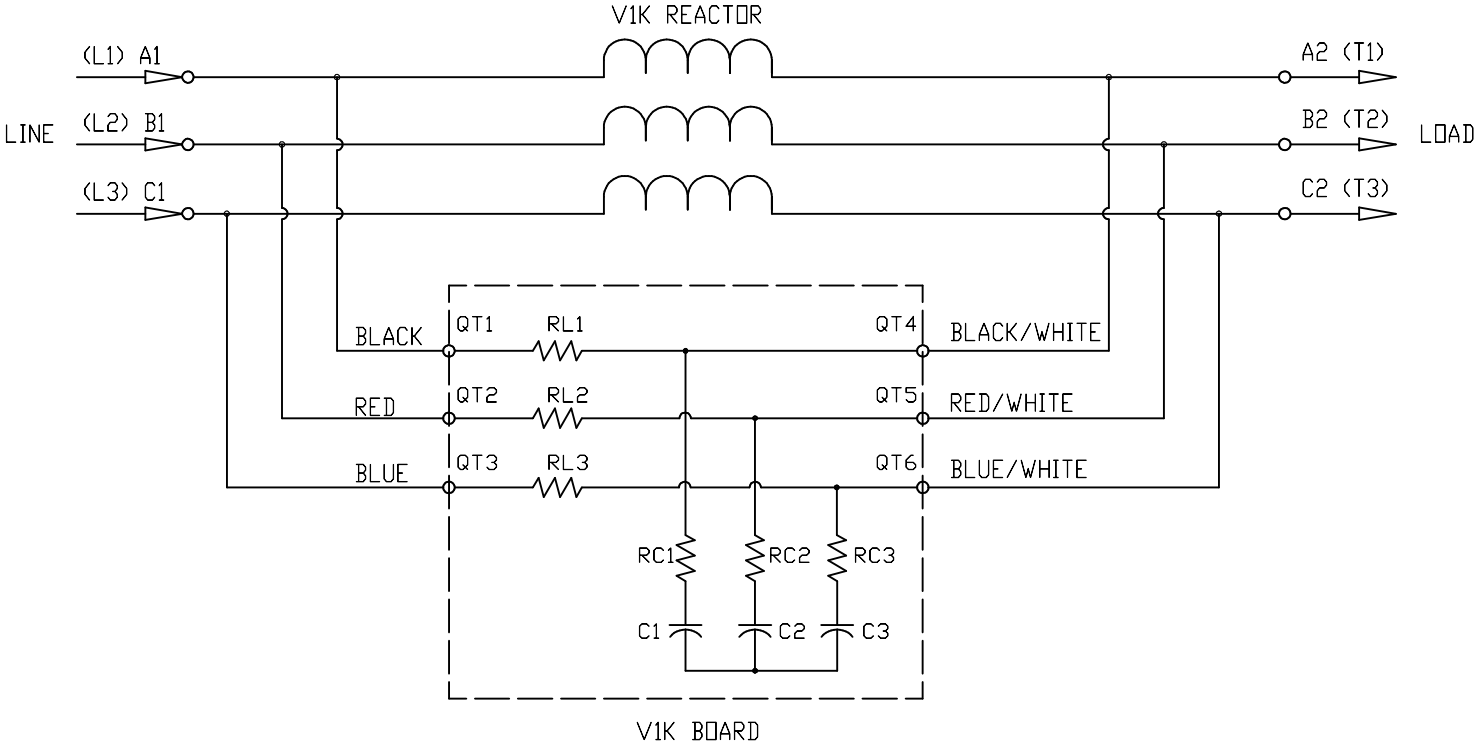 V1K REACTOR
(L1) A1
A2 (T1)
LINE
(L2) B1
B2 (T2)
LOAD
(L3) C1
C2 (T3)
BLACK
QT1
RL1
QT4
BLACK/WHITE
RED
QT2
RL2
QT5
RED/WHITE
BLUE
QT3
RL3
QT6
BLUE/WHITE
RC1
RC2
RC3
C1
C2
C3
V1K BOARD